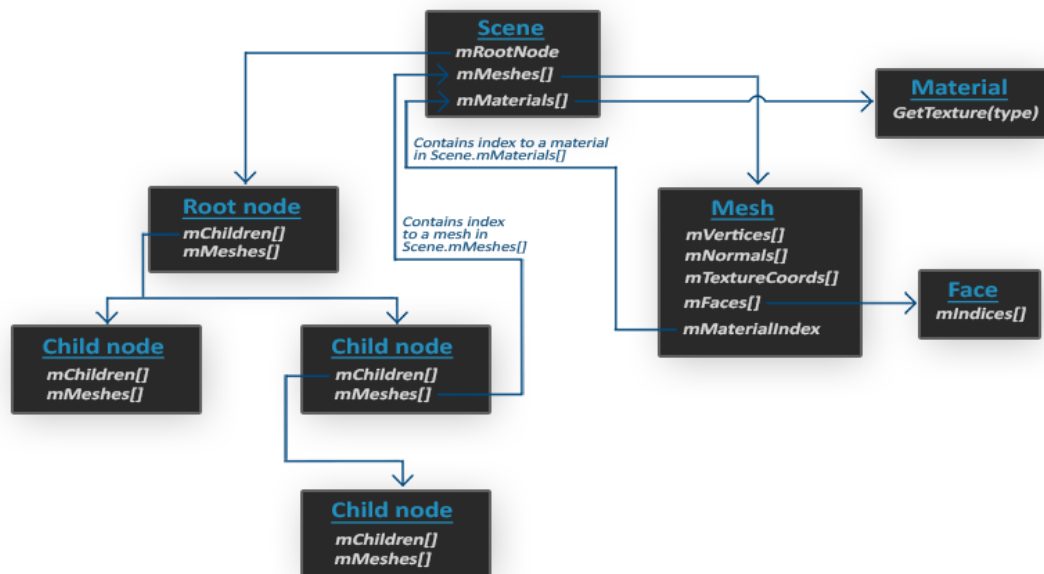 Scene
mRootNode
mMeshes[]
mMaterials[]
Material
GetTexture(type)
Contains index to a material
in Scene.mMaterials[]
Root node
mChildren[]
mMeshes[]
Contains index
to a mesh in
Scene.mMeshes[]
Mesh
mVertices[]
mNormals[]
mTextureCoords[]
mFaces[]
mMaterialIndex
Face
mIndices[]
Child node
mChildren[]
mMeshes[]
Child node
mChildren[]
mMeshes[]
Child node
mChildren[]
mMeshes[]